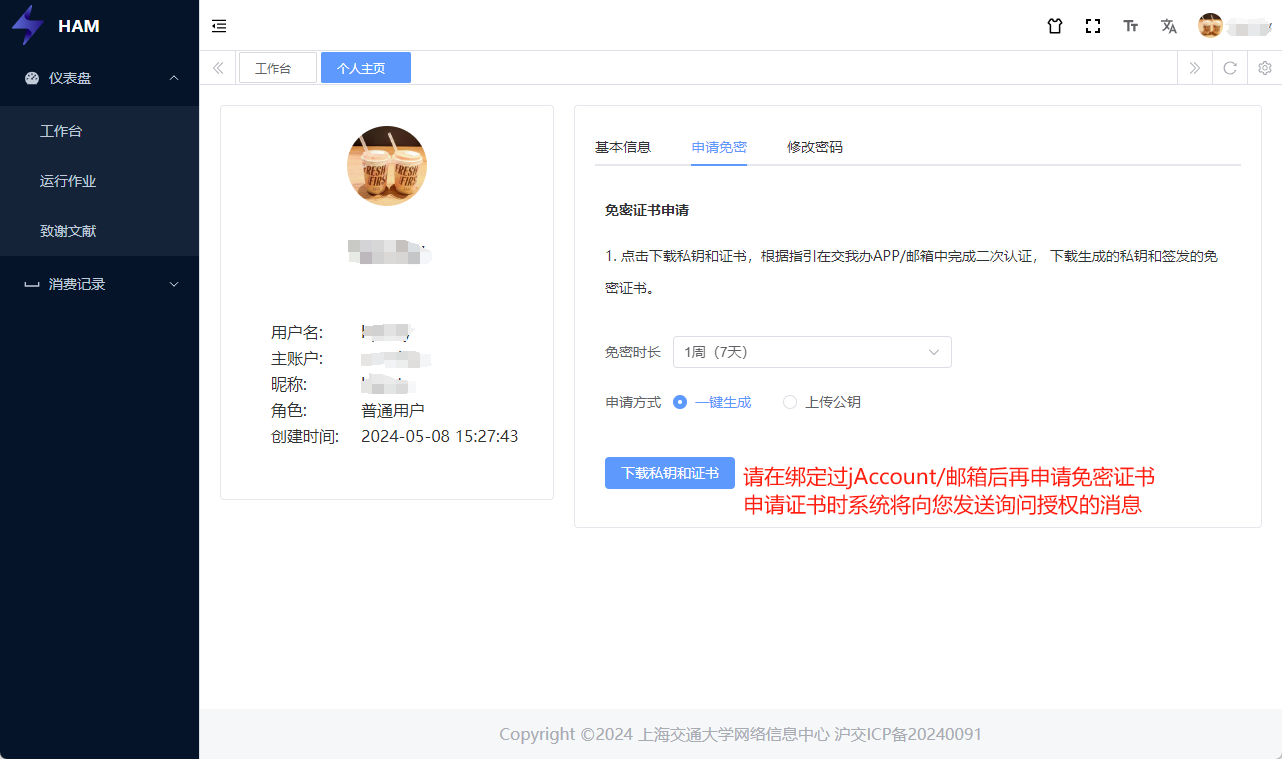 HAM
仪表盘
工作台
运行作业
致谢文献
消费记录
工作台
个人主页
用户名:
主账户:
昵称:
角色: 普通用户
创建时间: 2024-05-08 15:27:43
基本信息 申请免密 修改密码
免密证书申请
1. 点击下载私钥和证书，根据指引在交我办APP/邮箱中完成二次认证， 下载生成的私钥和签发的免
密证书。
免密时长 1周（7天）
申请方式 一键生成 上传公钥
下载私钥和证书
请在绑定过jAccount/邮箱后再申请免密证书
申请证书时系统将向您发送询问授权的消息
Copyright ©2024 上海交通大学网络信息中心 沪交ICP备20240091